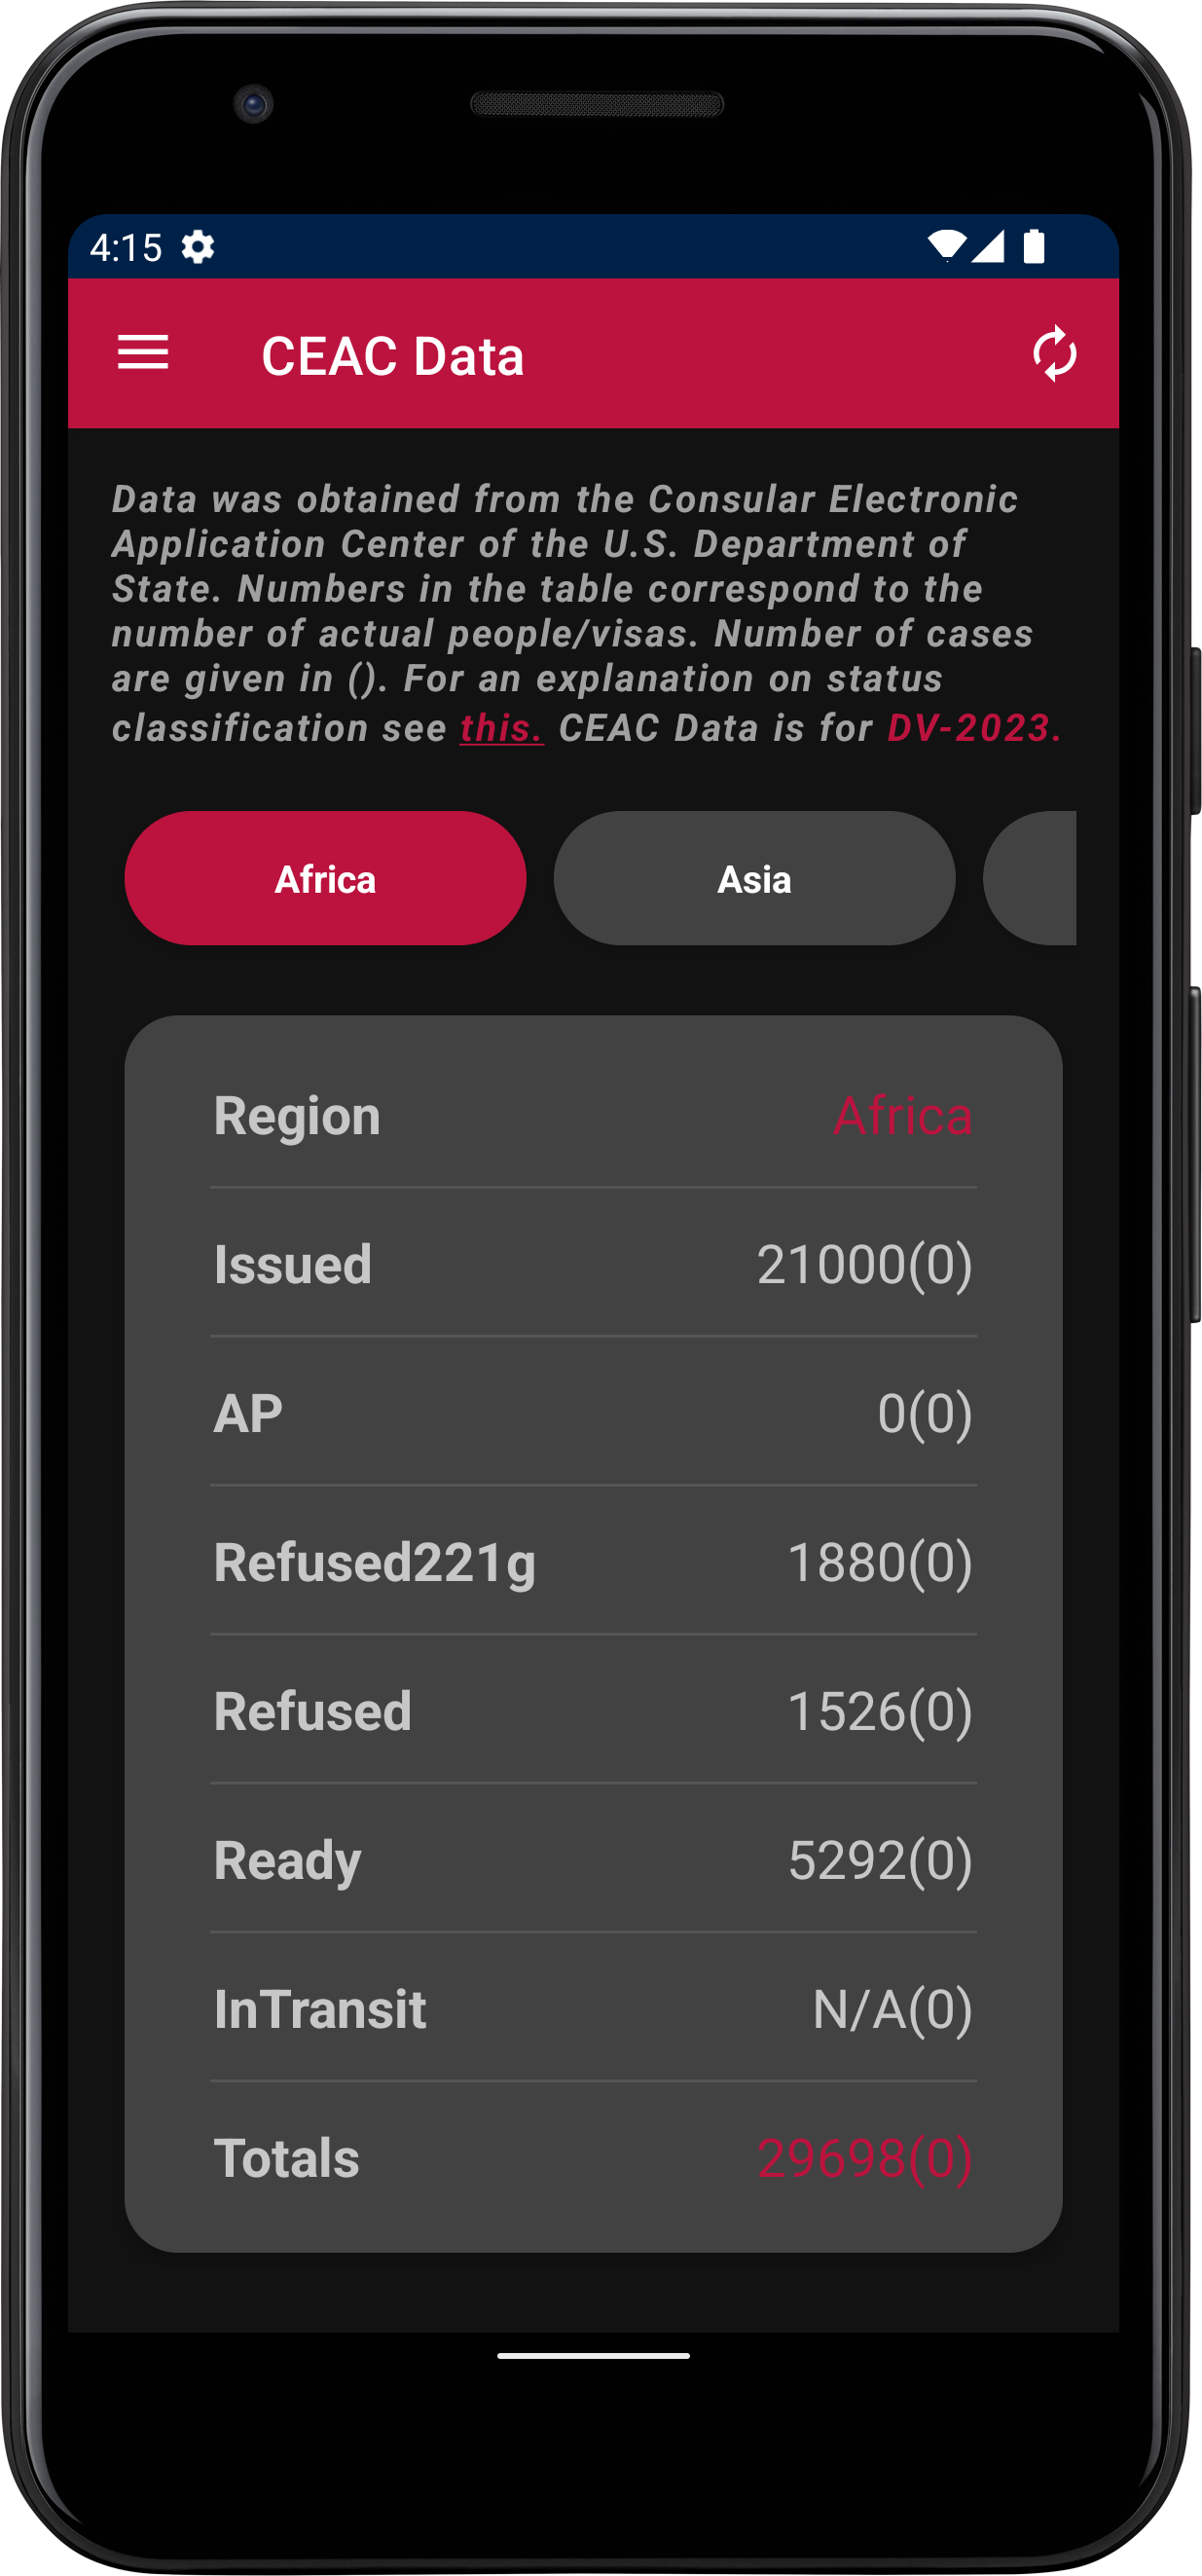 4:15
CEAC Data
Data was obtained from the Consular Electronic
Application Center of the U.S. Department of
State. Numbers in the table correspond to the
number of actual people/visas. Number of cases
are given in (). For an explanation on status
classification see this. CEAC Data is for DV-2023.
Africa Asia
Region Africa
Issued 21000(0)
AP 0(0)
Refused221g 1880(0)
Refused 1526(0)
Ready 5292(0)
InTransit N/A(0)
Totals 29698(0)